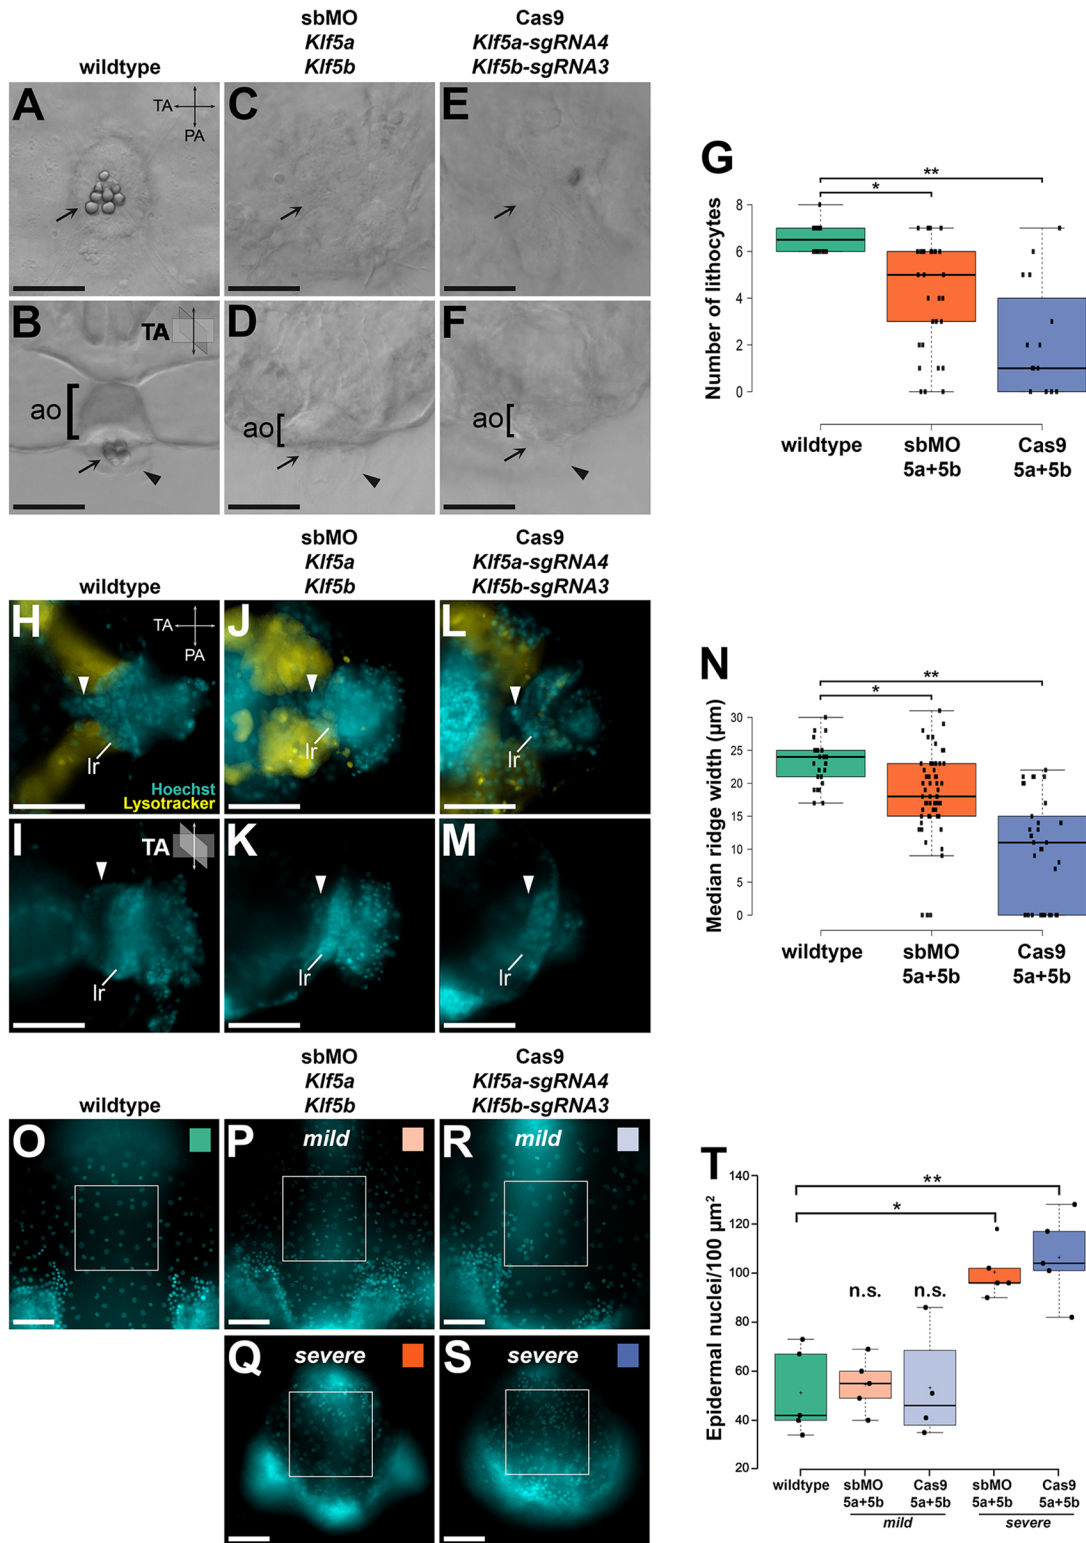 sbMO
Klf5a
Klf5b
Cas9
Klf5a-sgRNA4
Klf5b-sgRNA3
wildtype
A
TA
PA
C
E
B
TA
ao
D
ao
F
ao
G
Number of lithocytes
8
6
4
2
0
*
**
wildtype
sbMO
5a+5b
Cas9
5a+5b
sbMO
Klf5a
Klf5b
Cas9
Klf5a-sgRNA4
Klf5b-sgRNA3
wildtype
H
TA
PA
lr
Hoechst
Lysotracker
J
lr
L
lr
I
TA
lr
K
lr
M
lr
N
Median ridge width (µm)
30
25
20
15
10
5
0
*
**
wildtype
sbMO
5a+5b
Cas9
5a+5b
sbMO
Klf5a
Klf5b
Cas9
Klf5a-sgRNA4
Klf5b-sgRNA3
wildtype
O
P
mild
R
mild
Q
severe
S
severe
T
Epidermal nuclei/100 µm²
140
120
100
80
60
40
20
**
*
n.s.
n.s.
wildtype
sbMO
5a+5b
Cas9
5a+5b
sbMO
5a+5b
Cas9
5a+5b
mild
severe